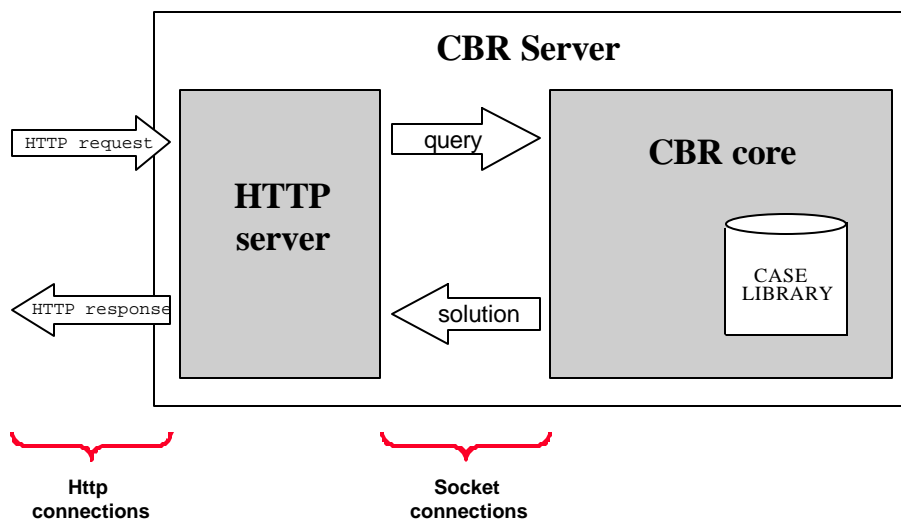 CBR Server
HTTP request
query
CBR core
HTTP
server
CASE
LIBRARY
HTTP response
solution
Http
connections
Socket
connections